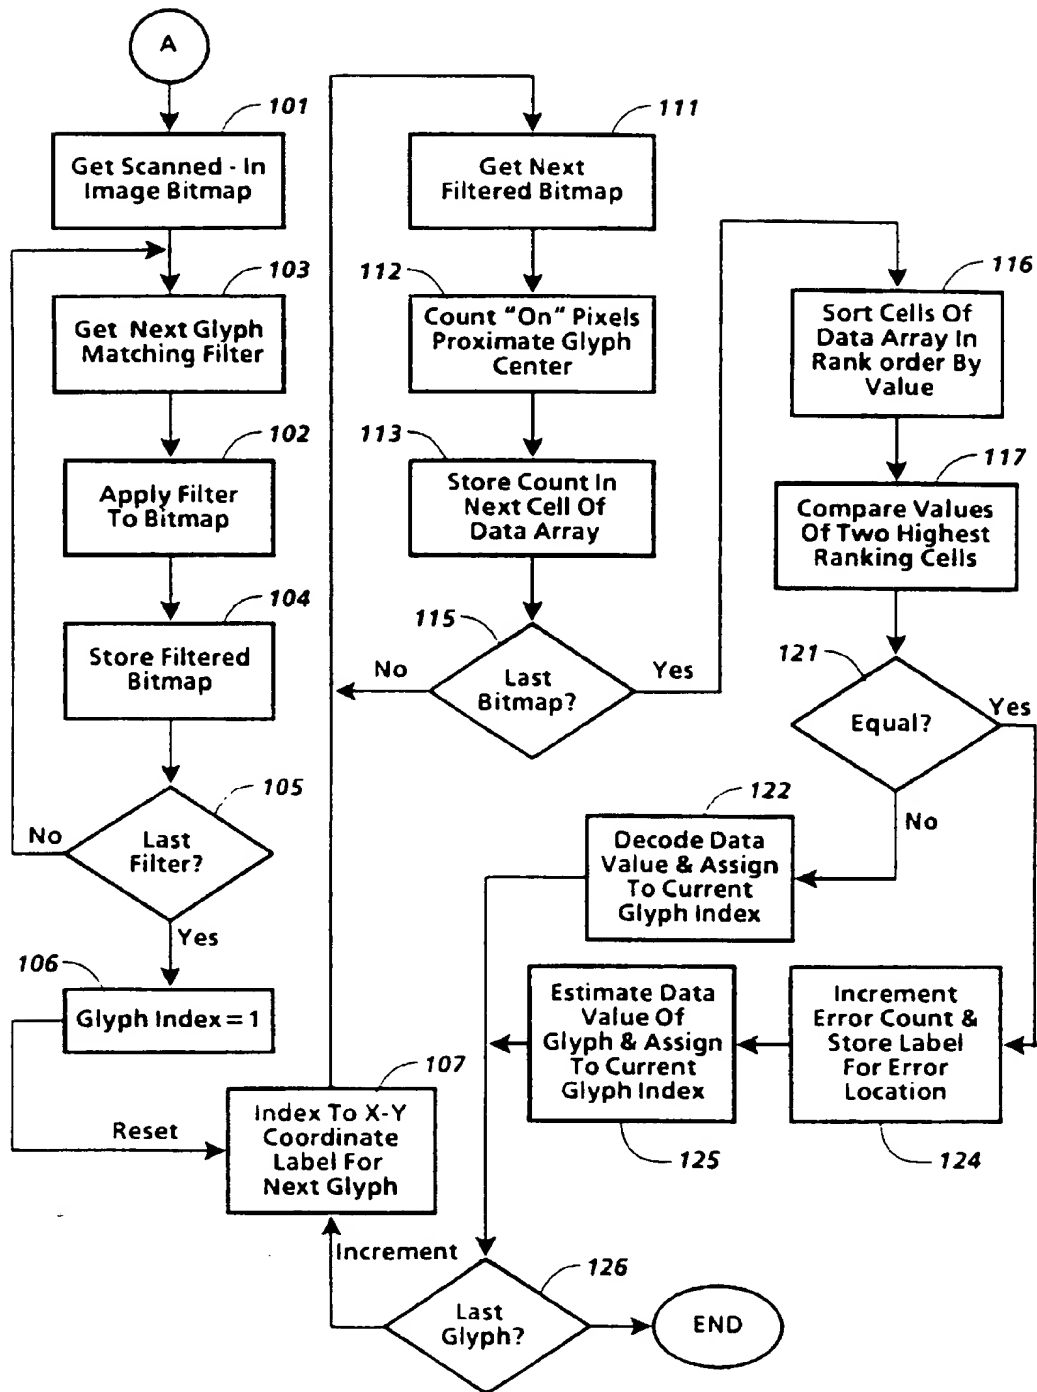 A
101
Get Scanned - In
Image Bitmap
103
Get Next Glyph
Matching Filter
102
Apply Filter
To Bitmap
104
Store Filtered
Bitmap
105
Last
Filter?
No
Yes
106
Glyph Index = 1
Reset
107
Index To X-Y
Coordinate
Label For
Next Glyph
111
Get Next
Filtered Bitmap
112
Count "On" Pixels
Proximate Glyph
Center
113
Store Count In
Next Cell Of
Data Array
115
Last
Bitmap?
No
Yes
116
Sort Cells Of
Data Array In
Rank order By
Value
117
Compare Values
Of Two Highest
Ranking Cells
121
Equal?
Yes
No
122
Decode Data
Value & Assign
To Current
Glyph Index
Increment
Error Count &
Store Label
For Error
Location
124
Estimate Data
Value Of
Glyph & Assign
To Current
Glyph Index
125
126
Last
Glyph?
Increment
END